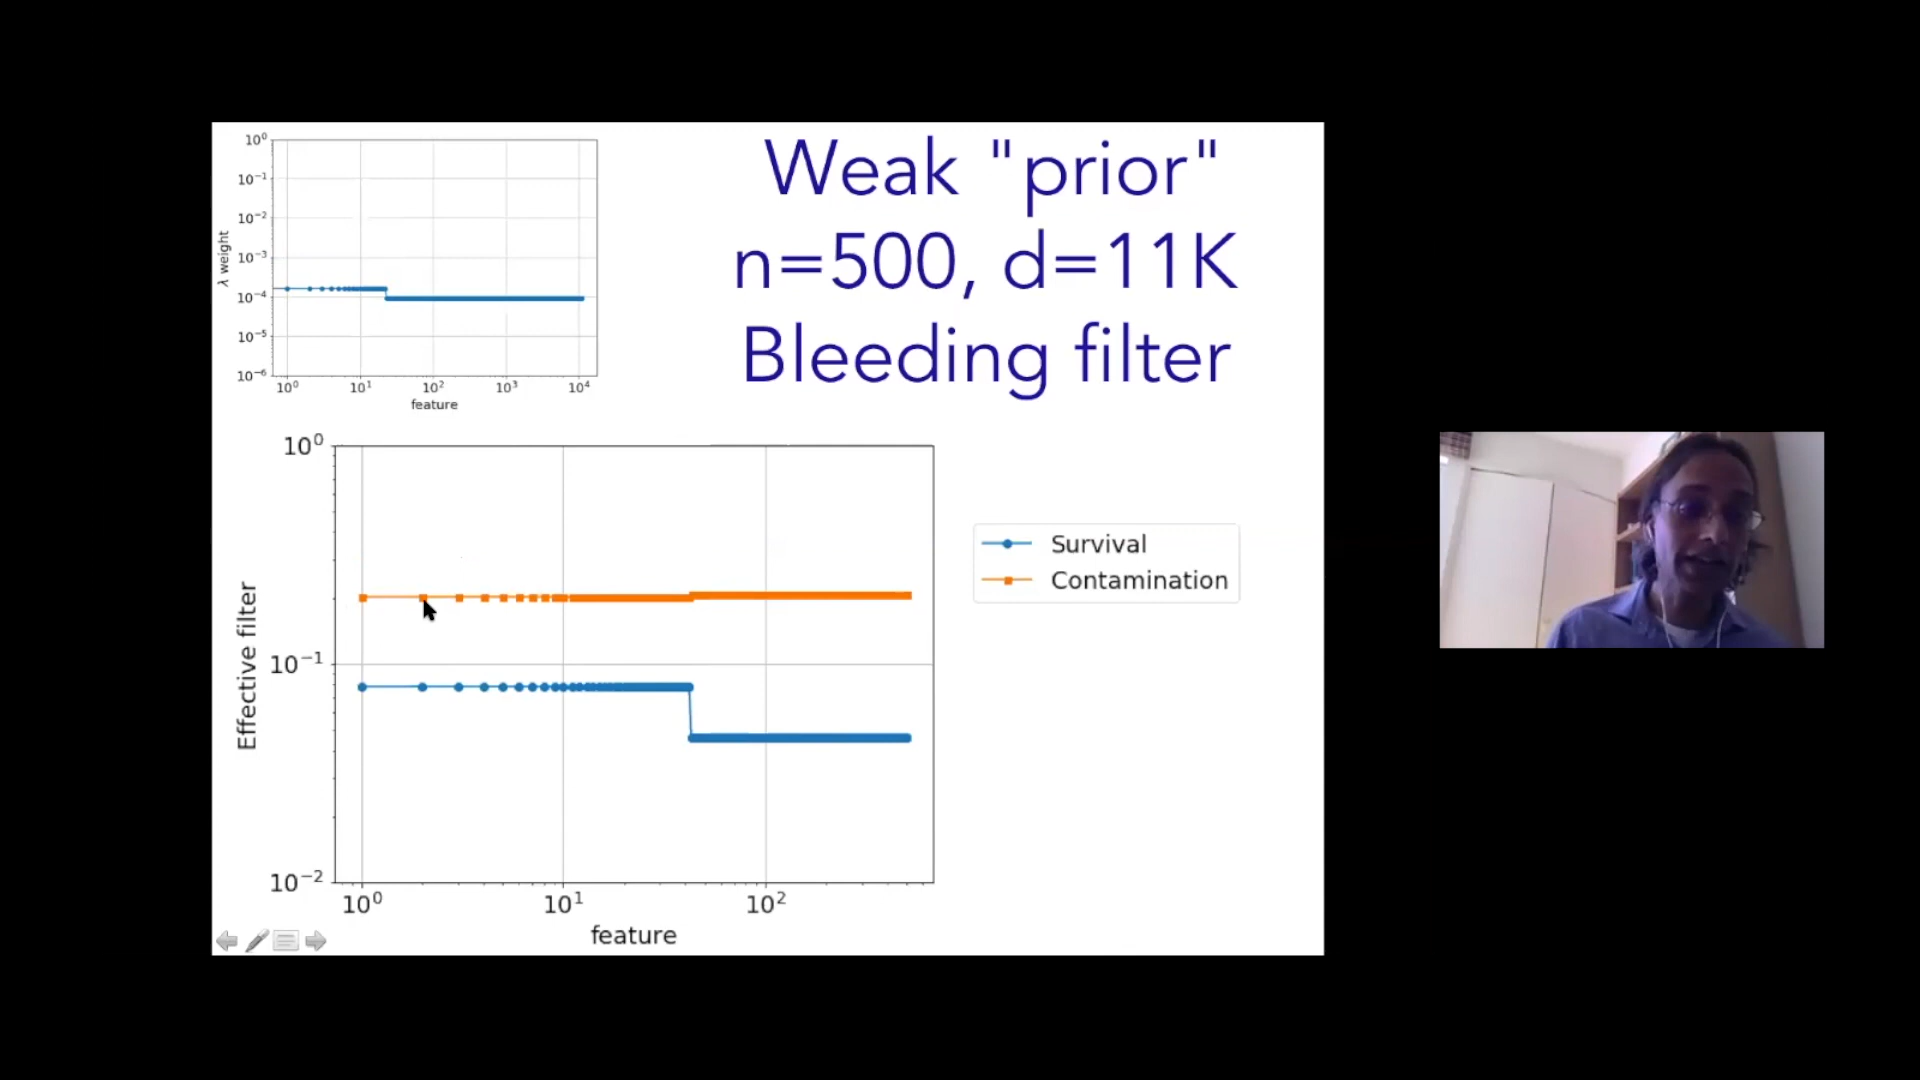 Weak "prior"
n=500, d=11K
Bleeding filter
10⁰
10⁻¹
10⁻²
10⁻³
10⁻⁴
10⁻⁵
10⁻⁶
λ weight
10⁰ 10¹ 10² 10³ 10⁴
feature
10⁰
10⁻¹
10⁻²
Effective filter
10⁰ 10¹ 10²
feature
Survival
Contamination